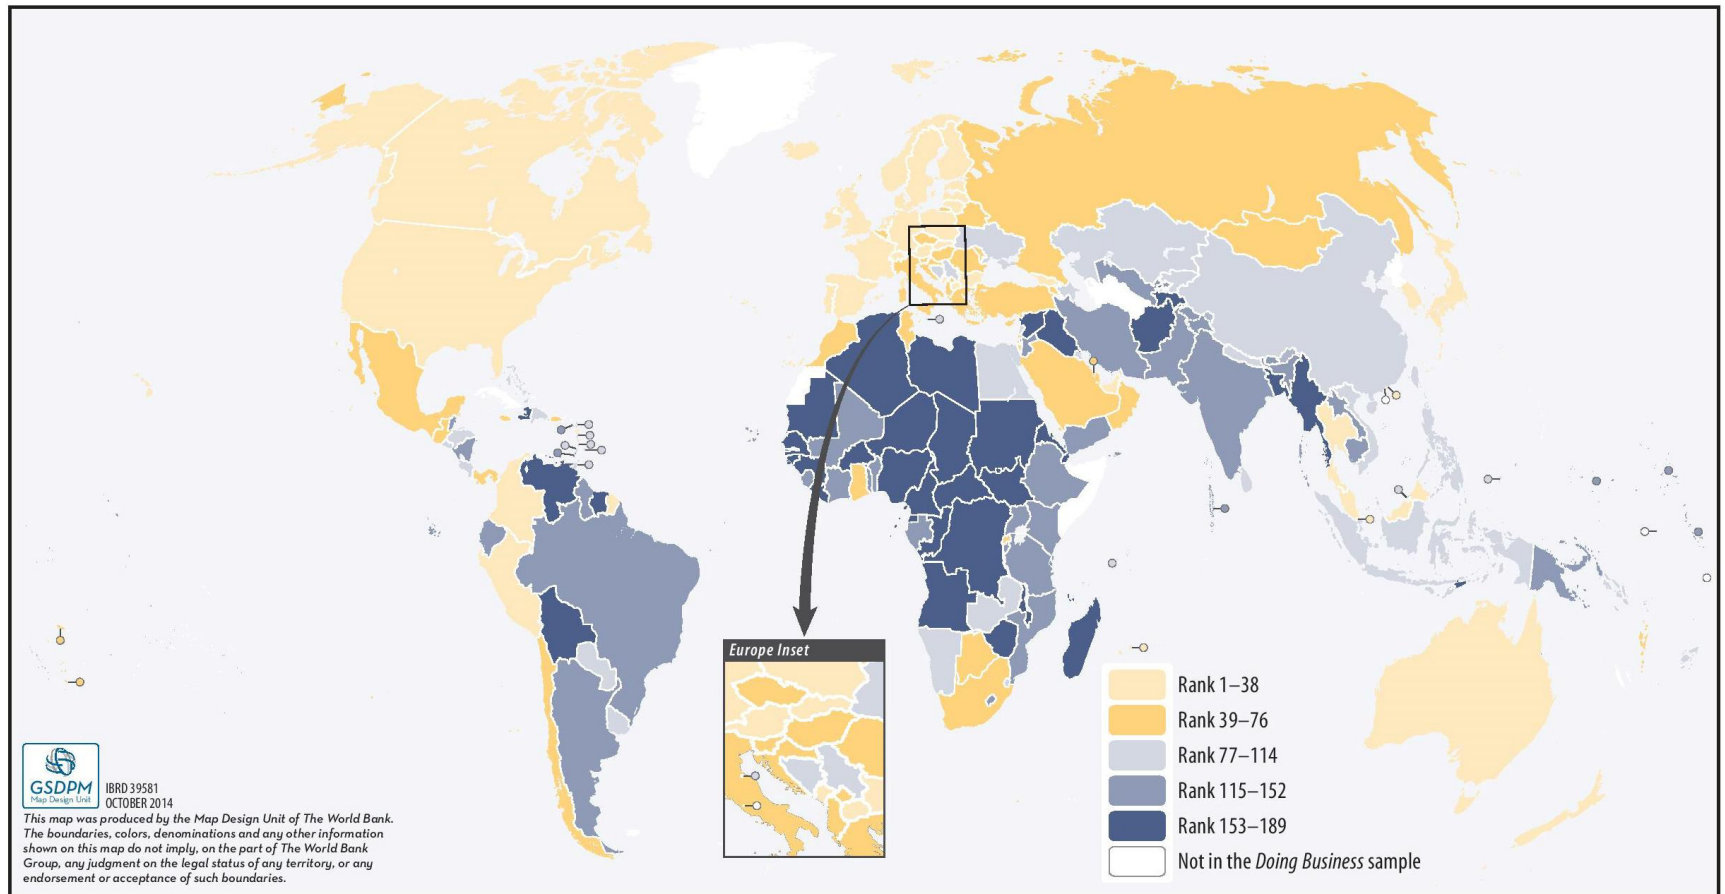 Europe Inset
Rank 1–38
Rank 39–76
Rank 77–114
Rank 115–152
Rank 153–189
Not in the Doing Business sample
GSDPM
Map Design Unit
IBRD 39581
OCTOBER 2014
This map was produced by the Map Design Unit of The World Bank.
The boundaries, colors, denominations and any other information
shown on this map do not imply, on the part of The World Bank
Group, any judgment on the legal status of any territory, or any
endorsement or acceptance of such boundaries.